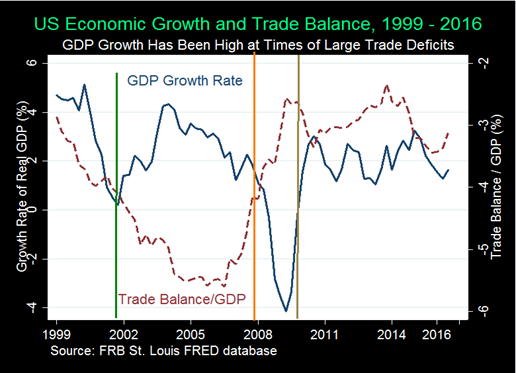 US Economic Growth and Trade Balance, 1999 - 2016
GDP Growth Has Been High at Times of Large Trade Deficits
Growth Rate of Real GDP (%)
6
4
2
0
-2
-4
GDP Growth Rate
Trade Balance/GDP
-2
-3
-4
-5
-6
Trade Balance / GDP (%)
1999 2002 2005 2008 2011 2014 2016
Source: FRB St. Louis FRED database